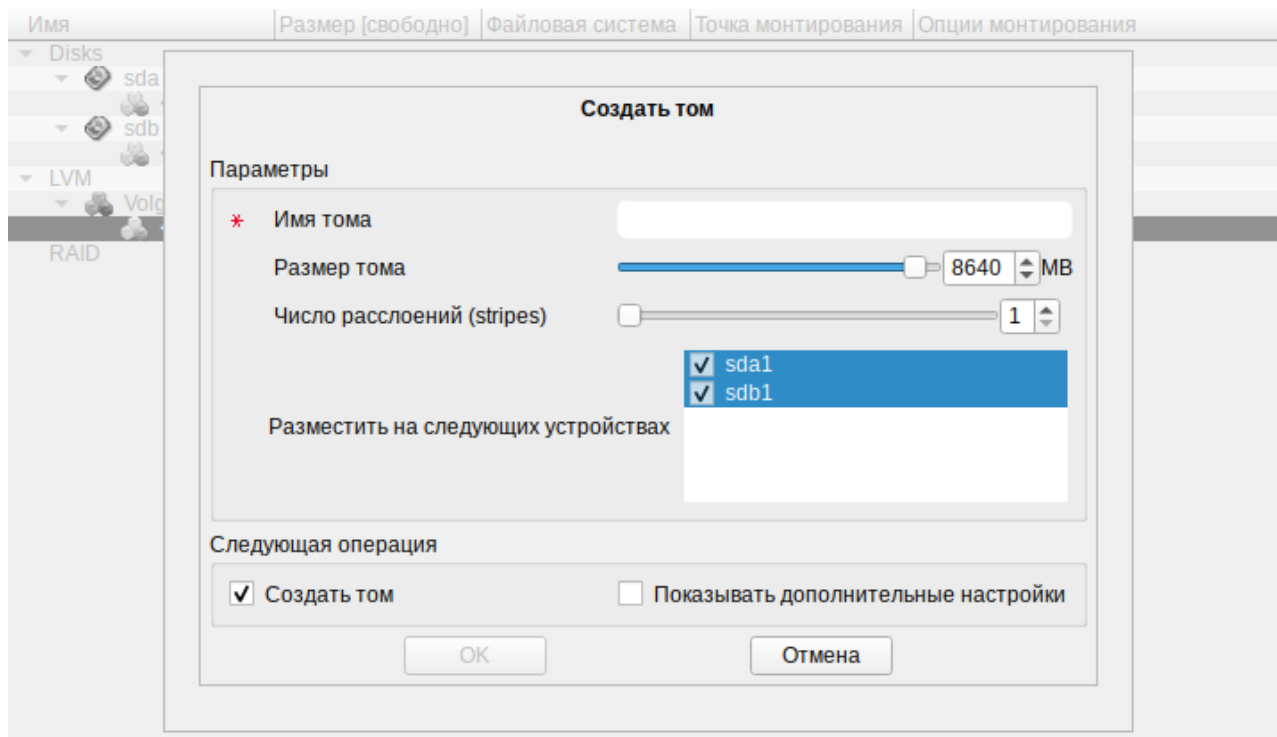 Имя Размер [свободно] Файловая система Точка монтирования Опции монтирования
Disks
sda
sdb
LVM
RAID
Создать том
Параметры
Имя тома
Размер тома 8640 MB
Число расслоений (stripes) 1
sda1
sdb1
Разместить на следующих устройствах
Следующая операция
Создать том Показывать дополнительные настройки
OK Отмена